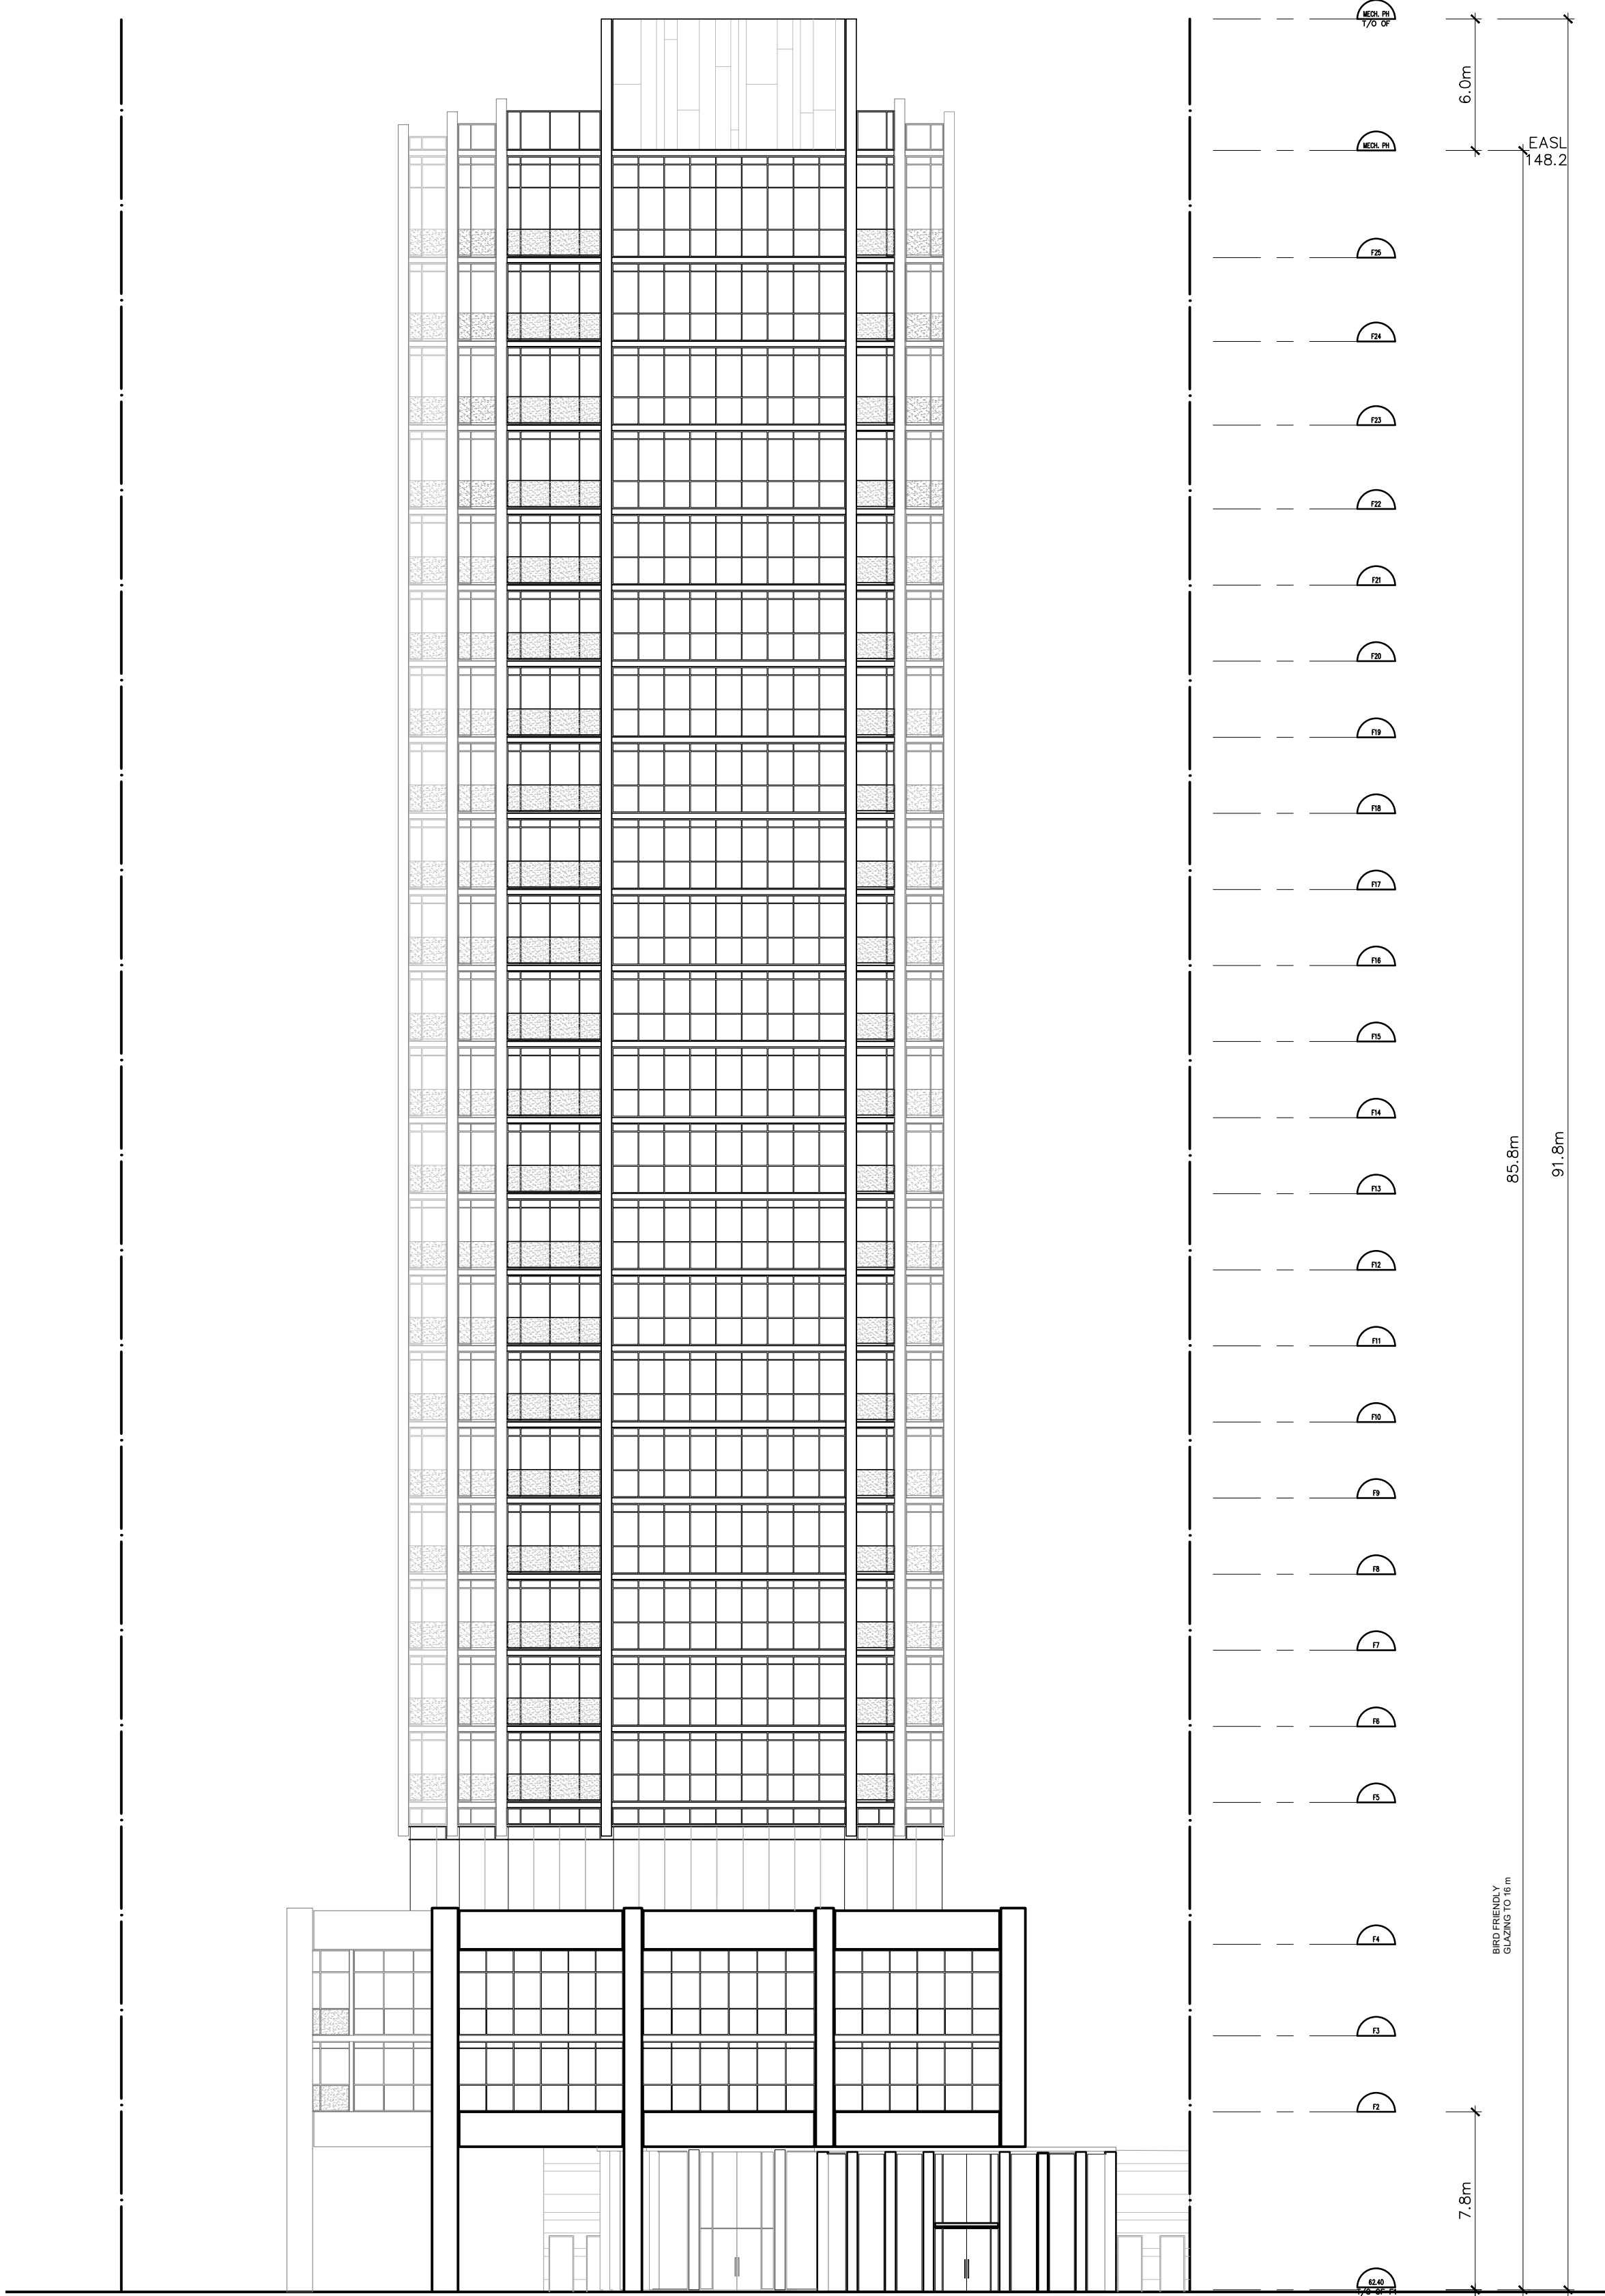 MECH. PH
T/O OF
6.0m
MECH. PH
EASL
148.2
F25
F24
F23
F22
F21
F20
F19
F18
F17
F16
F15
F14
85.8m
91.8m
F13
F12
F11
F10
F9
F8
F7
F6
F5
BIRD FRIENDLY
GLAZING TO 16 m
F4
F3
F2
7.8m
62.40